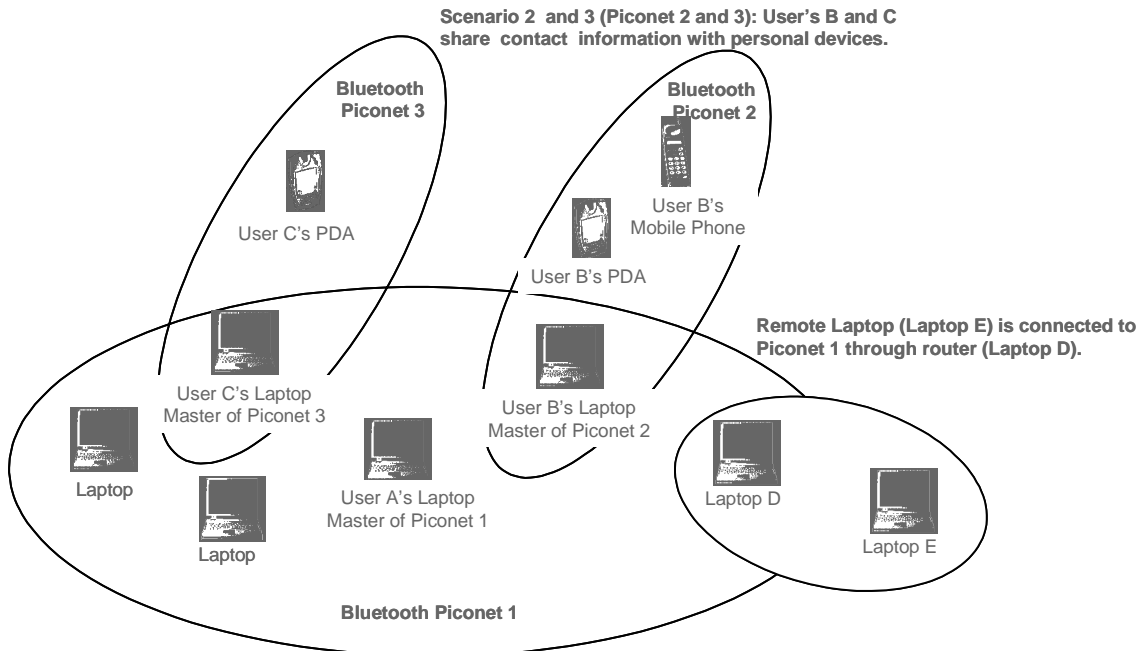 Scenario 2 and 3 (Piconet 2 and 3): User's B and C
share contact information with personal devices.
Bluetooth
Piconet 3
Bluetooth
Piconet 2
User C's PDA
User B's
Mobile Phone
User B's PDA
Remote Laptop (Laptop E) is connected to
Piconet 1 through router (Laptop D).
User C's Laptop
Master of Piconet 3
User B's Laptop
Master of Piconet 2
Laptop
User A's Laptop
Master of Piconet 1
Laptop D
Laptop
Laptop E
Bluetooth Piconet 1